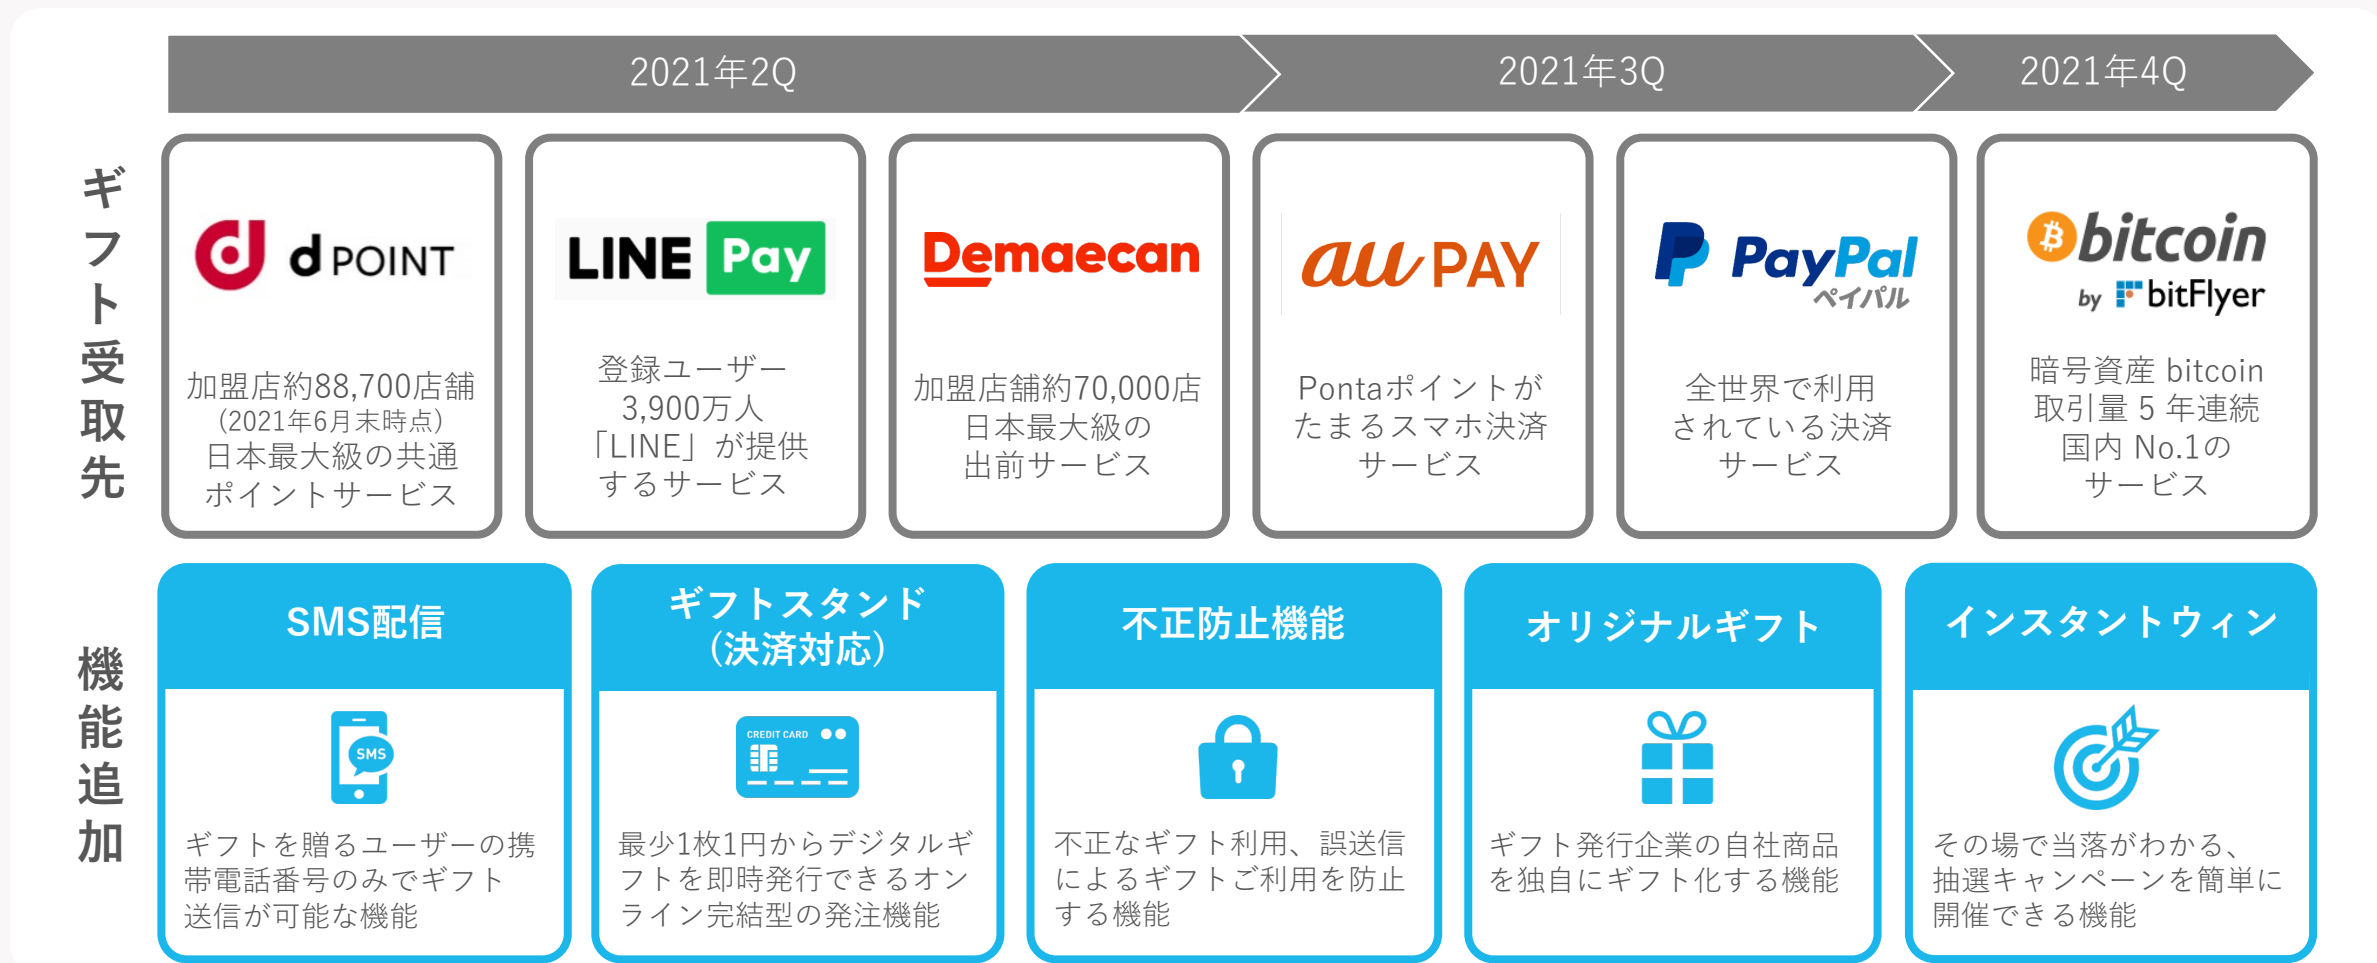 2021年2Q
2021年3Q
2021年4Q
ギフト受取先
d POINT
加盟店約88,700店舗
(2021年6月末時点)
日本最大級の共通
ポイントサービス
LINE Pay
登録ユーザー
3,900万人
「LINE」が提供
するサービス
Demaecan
加盟店舗約70,000店
日本最大級の
出前サービス
au PAY
Pontaポイントが
たまるスマホ決済
サービス
PayPal
ペイパル
全世界で利用
されている決済
サービス
bitcoin
by bitFlyer
暗号資産 bitcoin
取引量 5 年連続
国内 No.1の
サービス
機能追加
SMS配信
SMS
ギフトを贈るユーザーの携
帯電話番号のみでギフト
送信が可能な機能
ギフトスタンド
(決済対応)
CREDIT CARD
最少1枚1円からデジタルギ
フトを即時発行できるオン
ライン完結型の発注機能
不正防止機能
不正なギフト利用、誤送信
によるギフトご利用を防止
する機能
オリジナルギフト
ギフト発行企業の自社商品
を独自にギフト化する機能
インスタントウィン
その場で当落がわかる、
抽選キャンペーンを簡単に
開催できる機能